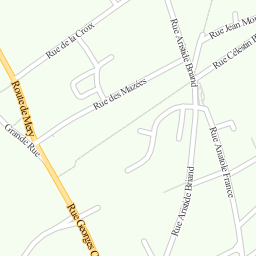 Rue de la Croix
Rue Aristide Briand
Rue Jean Mo
Rue Célestin B
Rue des Mazées
Route de Mery
Grande Rue
Rue Anatole France
Rue Aristide Briand
Rue Georges C